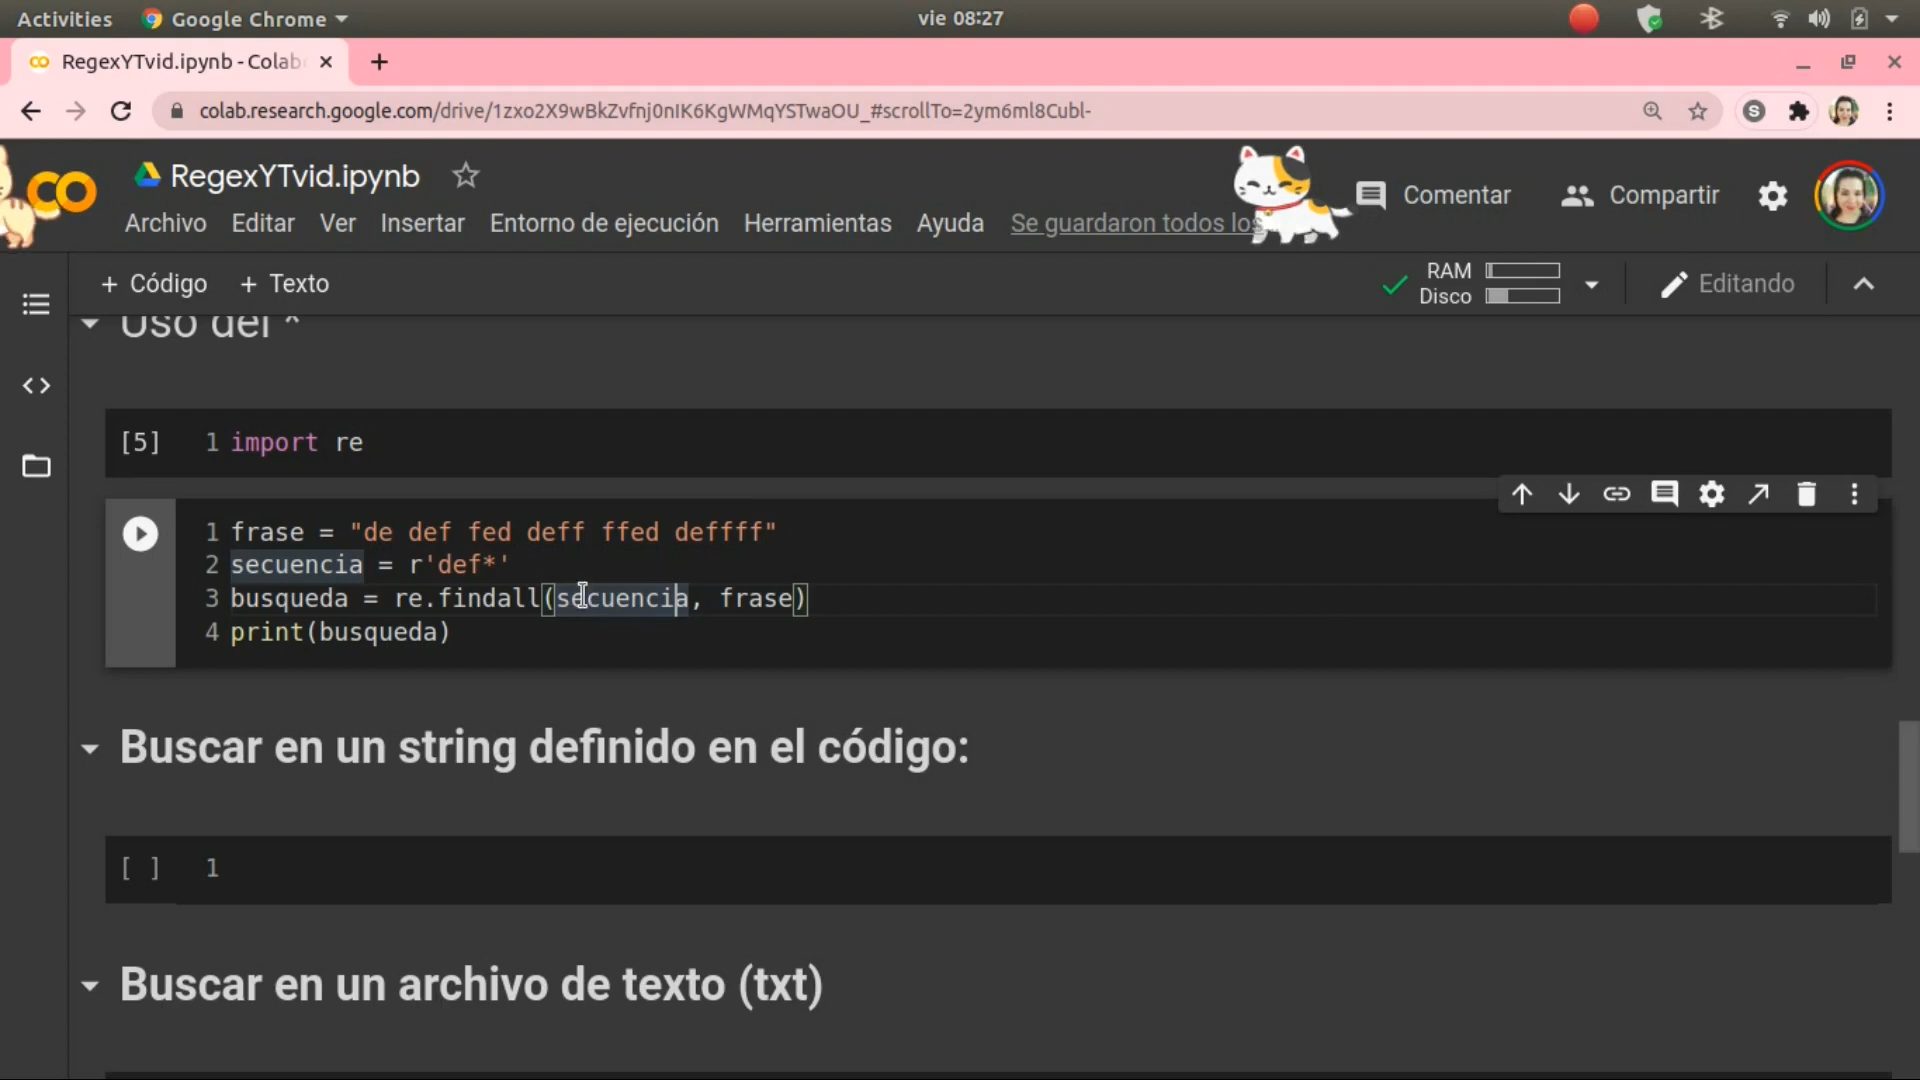 Activities
Google Chrome
vie 08:27
RegexYTvid.ipynb - Colab
colab.research.google.com/drive/1zxo2X9wBkZvfnj0nIK6KgWMqYSTwaOU_#scrollTo=2ym6ml8Cubl-
S
RegexYTvid.ipynb
Comentar
Compartir
Archivo Editar Ver Insertar Entorno de ejecución Herramientas Ayuda Se guardaron todos los
+ Código + Texto
RAM
Disco
Editando
Uso del *
[5] 1 import re
1 frase = "de def fed deff ffed deffff"
2 secuencia = r'def*'
3 busqueda = re.findall(secuencia, frase)
4 print(busqueda)
Buscar en un string definido en el código:
[ ] 1
Buscar en un archivo de texto (txt)